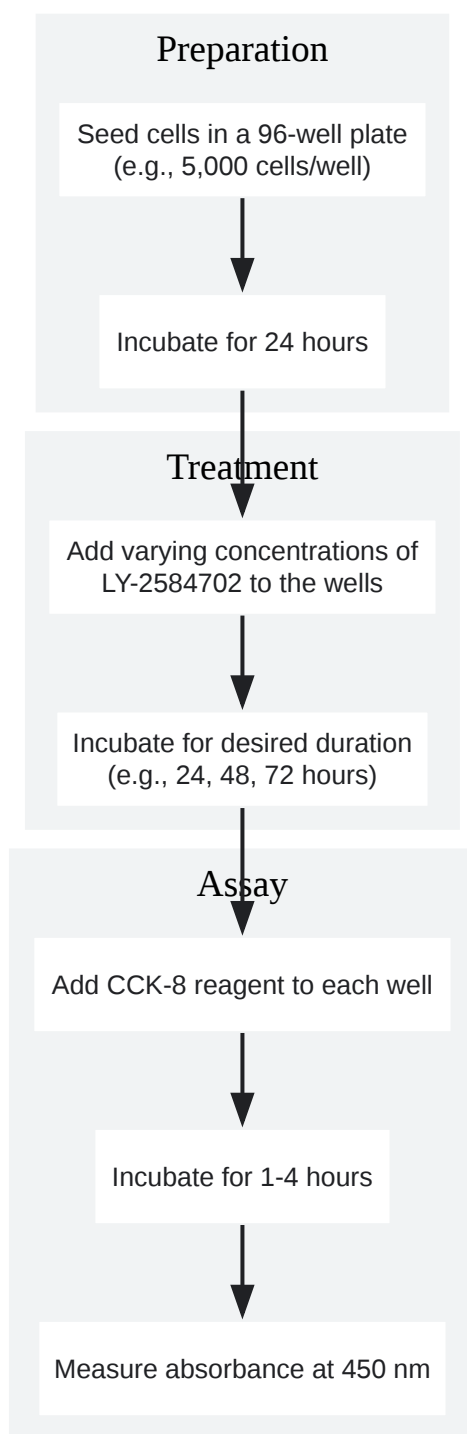 Preparation
Seed cells in a 96-well plate
(e.g., 5,000 cells/well)
Incubate for 24 hours
Treatment
Add varying concentrations of
LY-2584702 to the wells
Incubate for desired duration
(e.g., 24, 48, 72 hours)
Assay
Add CCK-8 reagent to each well
Incubate for 1-4 hours
Measure absorbance at 450 nm